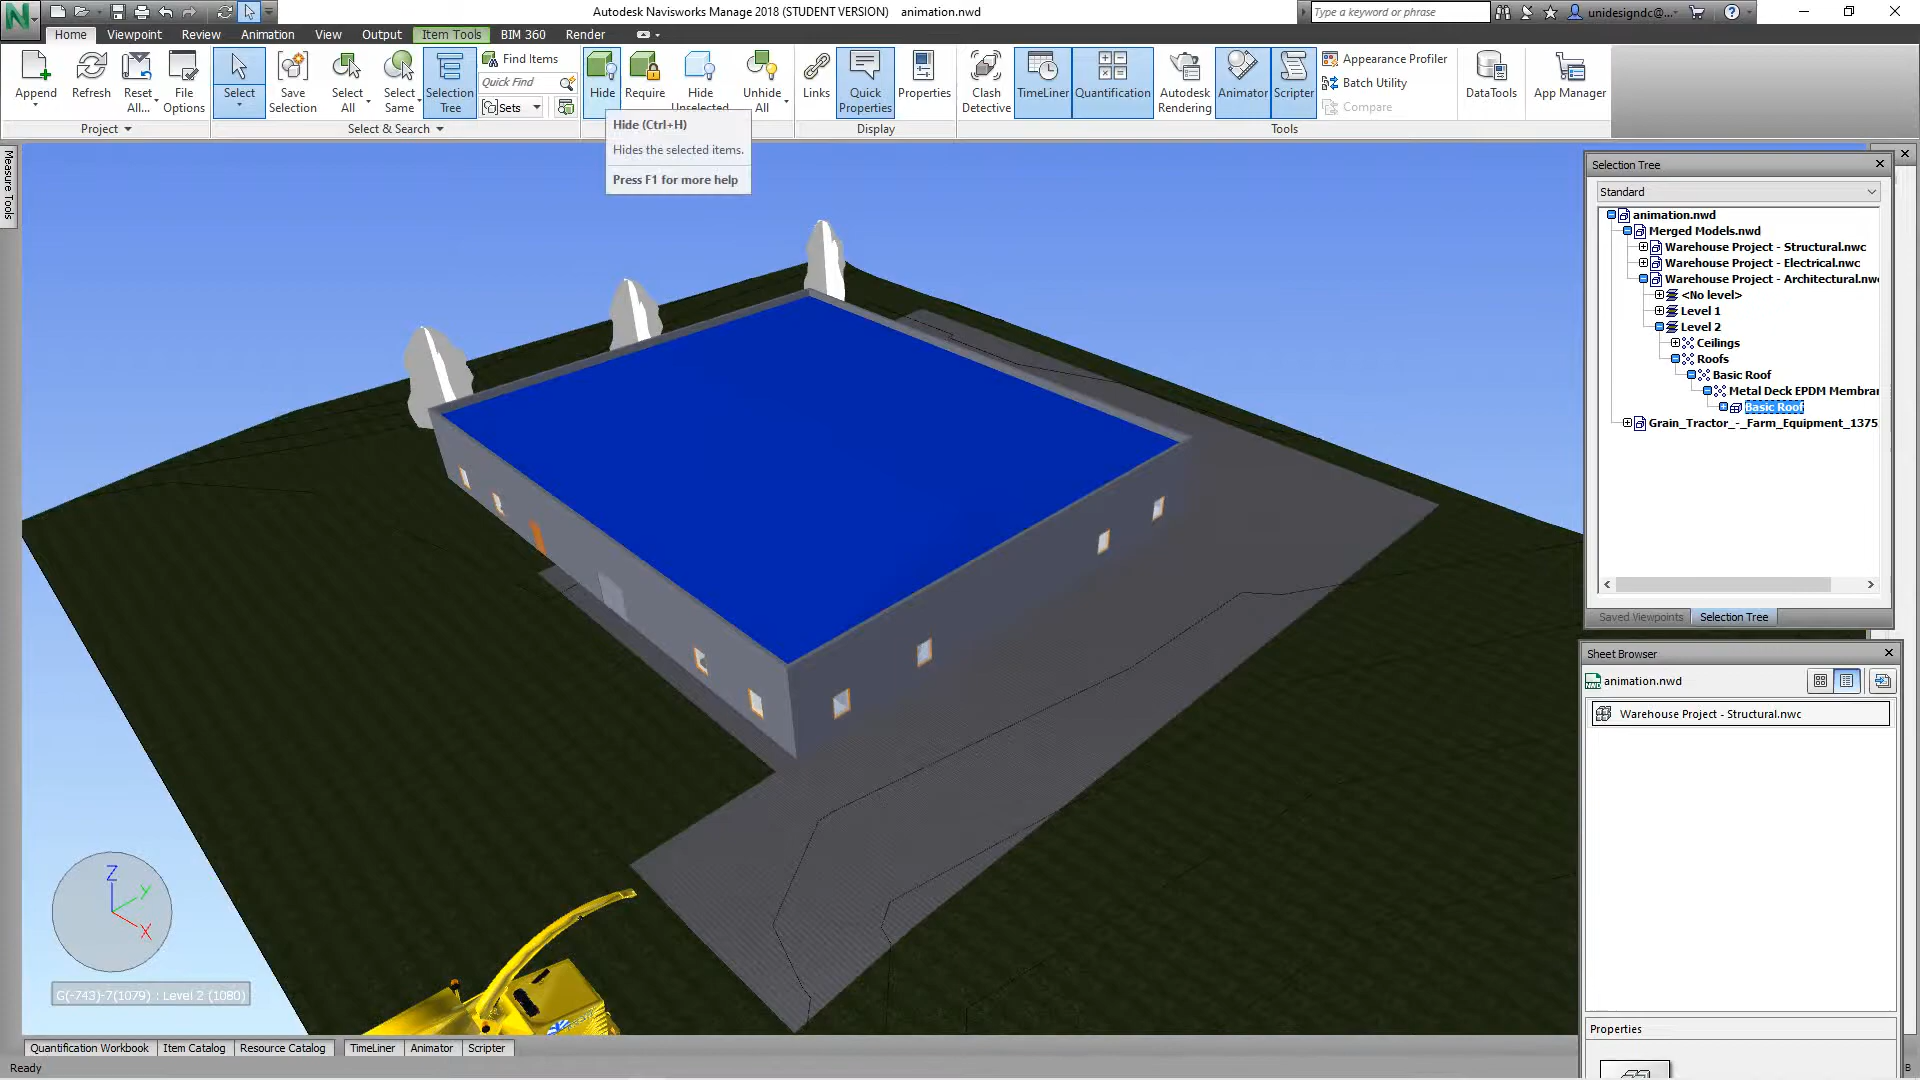 Autodesk Navisworks Manage 2018 (STUDENT VERSION) animation.nwd
Type a keyword or phrase
unidesigndc@...
Home Viewpoint Review Animation View Output Item Tools BIM 360 Render
Append
Refresh
Reset
All...
File
Options
Select
Save
Selection
Select
All
Select
Same
Selection
Tree
Find Items
Quick Find
Sets
Hide
Require
Hide
Unselected
Unhide
All
Links
Quick
Properties
Properties
Clash
Detective
TimeLiner
Quantification
Autodesk
Rendering
Animator
Scripter
Appearance Profiler
Batch Utility
Compare
DataTools
App Manager
Project
Select & Search
Display
Tools
Hide (Ctrl+H)
Hides the selected items.
Press F1 for more help
Measure Tools
Selection Tree
Standard
animation.nwd
Merged Models.nwd
Warehouse Project - Structural.nwc
Warehouse Project - Electrical.nwc
Warehouse Project - Architectural.nwc
<No level>
Level 1
Level 2
Ceilings
Roofs
Basic Roof
Metal Deck EPDM Membrar
Basic Roof
Grain_Tractor_-_Farm_Equipment_1375
Saved Viewpoints Selection Tree
Sheet Browser
animation.nwd
Warehouse Project - Structural.nwc
Properties
Z
Y
X
G(-743)-7(1079) : Level 2 (1080)
Quantification Workbook Item Catalog Resource Catalog TimeLiner Animator Scripter
Ready
B